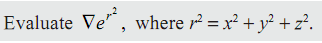 Evaluate ∇e^{r²}, where r² = x² + y² + z².